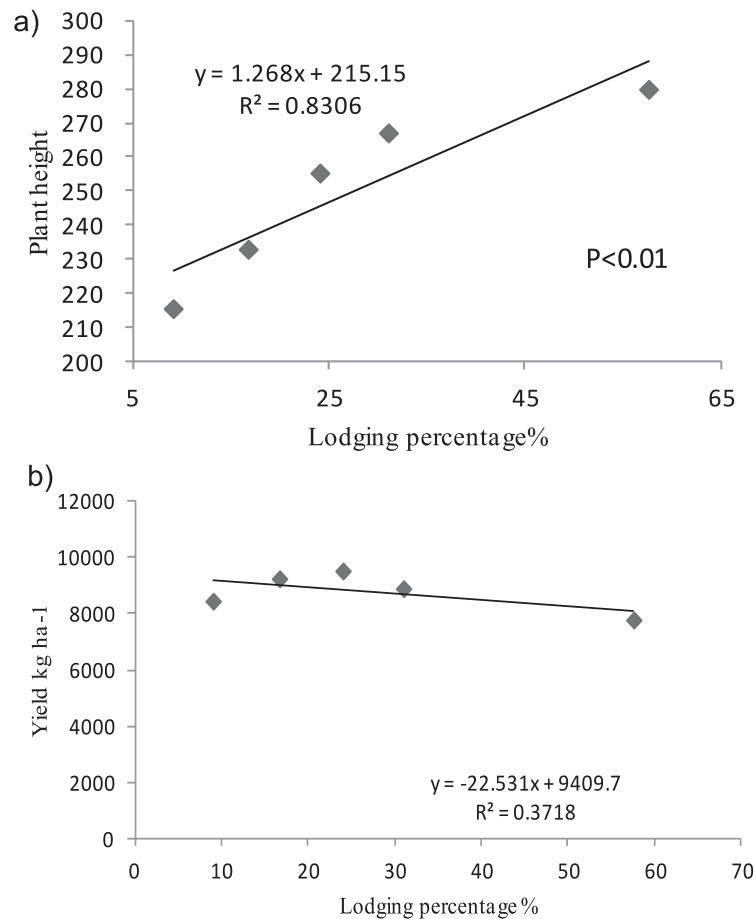 a)
300
290
280
270
260
250
240
230
220
210
200
Plant height
y = 1.268x + 215.15
R² = 0.8306
P<0.01
5 25 45 65
Lodging percentage%
b)
12000
10000
8000
6000
4000
2000
0
Yield kg ha-1
y = -22.531x + 9409.7
R² = 0.3718
0 10 20 30 40 50 60 70
Lodging percentage%